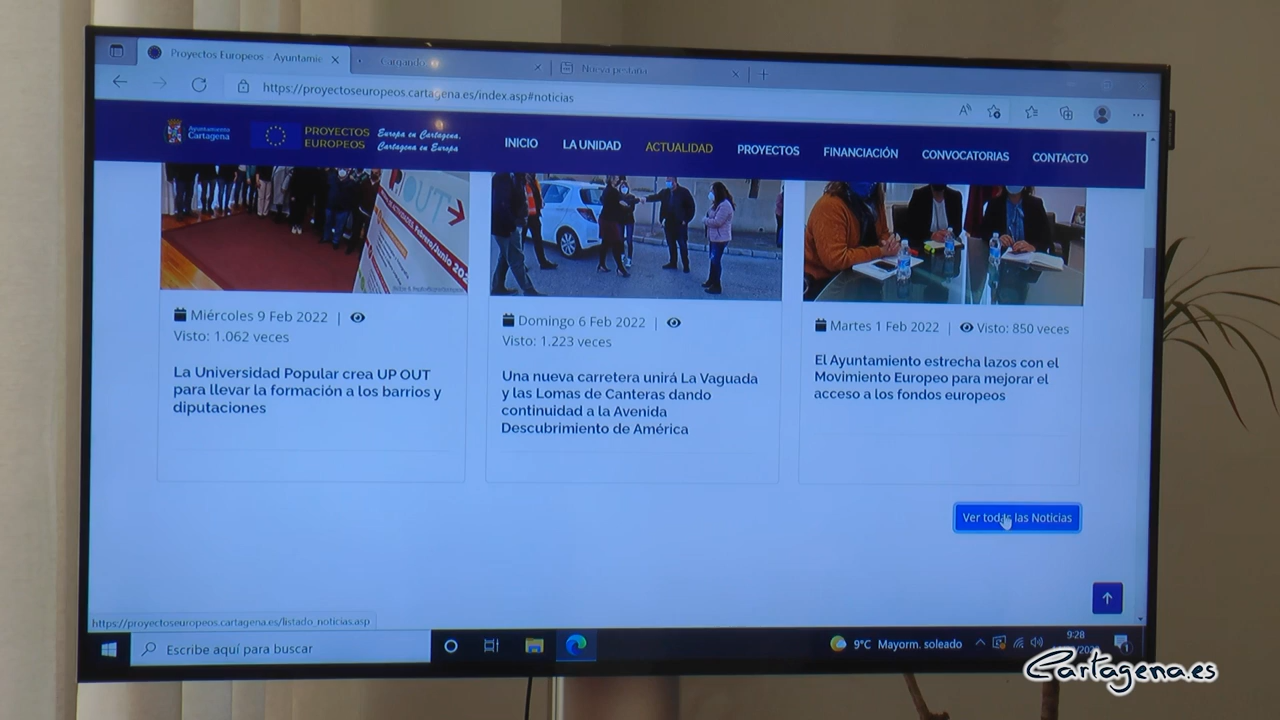 Proyectos Europeos - Ayuntamie
Cargando
Nueva pestaña
https://proyectoseuropeos.cartagena.es/index.asp#noticias
Ayuntamiento
Cartagena
PROYECTOS
EUROPEOS
Europa en Cartagena.
Cartagena en Europa
INICIO
LA UNIDAD
ACTUALIDAD
PROYECTOS
FINANCIACIÓN
CONVOCATORIAS
CONTACTO
OUT
Miércoles 9 Feb 2022 |
Visto: 1.062 veces
La Universidad Popular crea UP OUT
para llevar la formación a los barrios y
diputaciones
Domingo 6 Feb 2022 |
Visto: 1.223 veces
Una nueva carretera unirá La Vaguada
y las Lomas de Canteras dando
continuidad a la Avenida
Descubrimiento de América
Martes 1 Feb 2022 | Visto: 850 veces
El Ayuntamiento estrecha lazos con el
Movimiento Europeo para mejorar el
acceso a los fondos europeos
Ver todas las Noticias
https://proyectoseuropeos.cartagena.es/listado_noticias.asp
Escribe aquí para buscar
9°C Mayorm. soleado
9:28
Cartagena.es